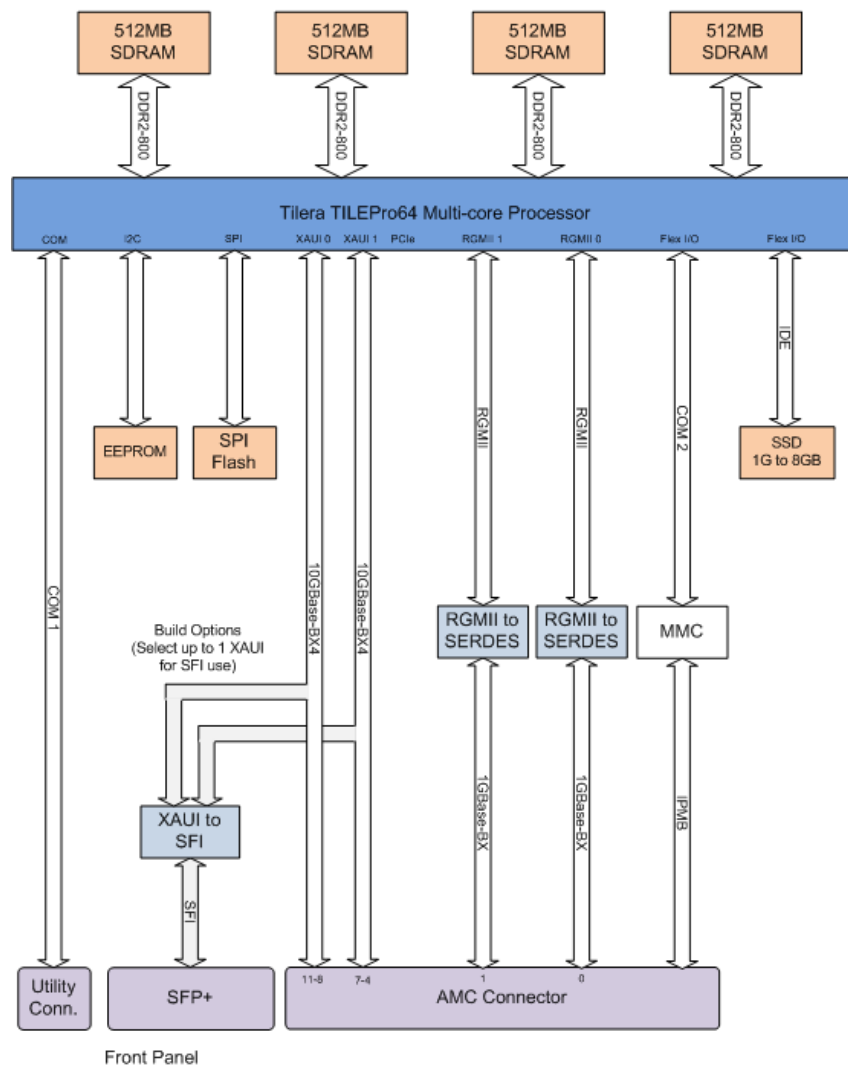 512MB
SDRAM
512MB
SDRAM
512MB
SDRAM
512MB
SDRAM
DDR2-800
DDR2-800
DDR2-800
DDR2-800
Tilera TILEPro64 Multi-core Processor
COM
I2C
SPI
XAUI 0
XAUI 1
PCIe
RGMII 1
RGMII 0
Flex I/O
Flex I/O
IDE
RGMII
RGMII
COM 2
EEPROM
SPI
Flash
SSD
1G to 8GB
COM 1
10GBase-BX4
10GBase-BX4
RGMII to
SERDES
RGMII to
SERDES
MMC
Build Options
(Select up to 1 XAUI
for SFI use)
XAUI to
SFI
1GBase-BX
1GBase-BX
IPMB
SFI
Utility
Conn.
SFP+
11-8
7-4
1
0
AMC Connector
Front Panel